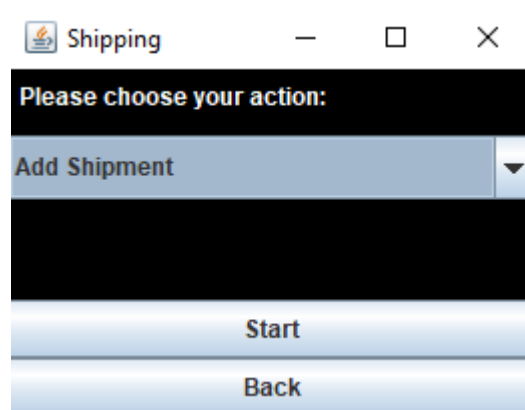 Shipping
Please choose your action:
Add Shipment
Start
Back